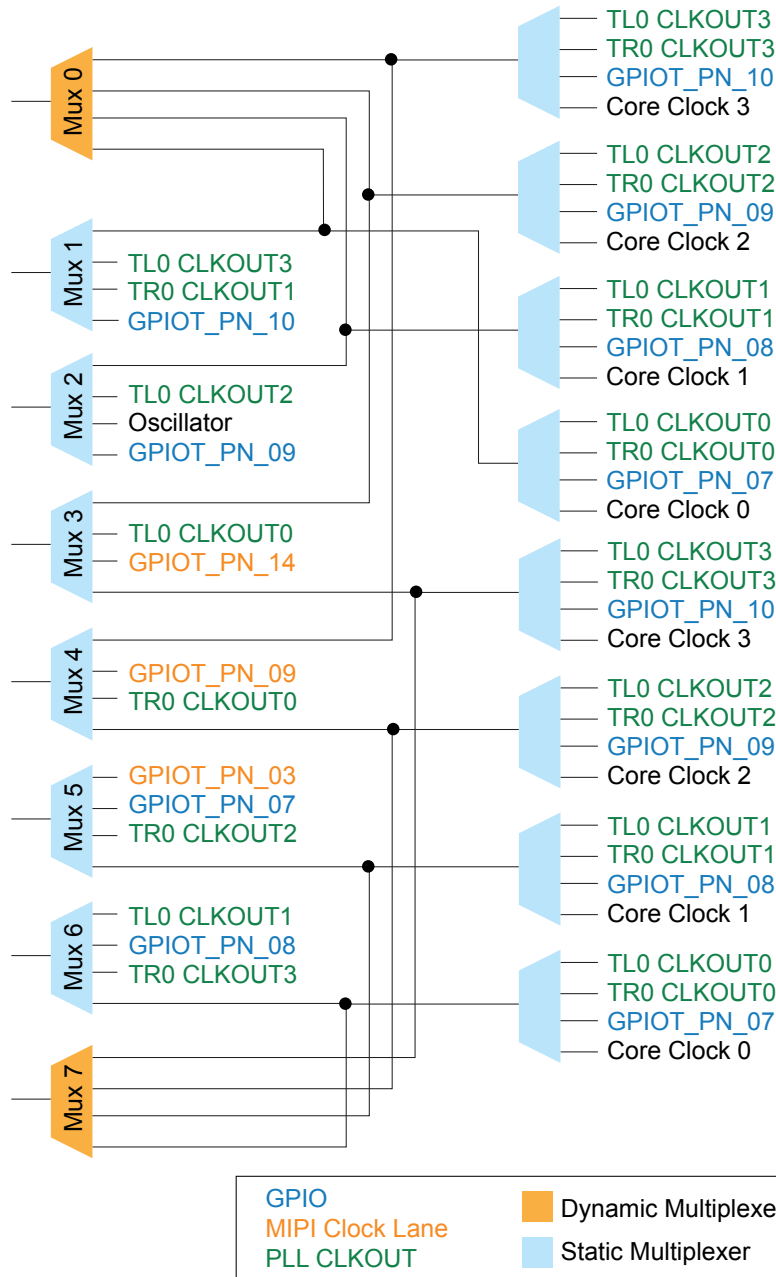 Mux 0
TL0 CLKOUT3
TR0 CLKOUT3
GPIOT_PN_10
Core Clock 3
TL0 CLKOUT2
TR0 CLKOUT2
GPIOT_PN_09
Core Clock 2
Mux 1
TL0 CLKOUT3
TR0 CLKOUT1
GPIOT_PN_10
TL0 CLKOUT1
TR0 CLKOUT1
GPIOT_PN_08
Core Clock 1
Mux 2
TL0 CLKOUT2
Oscillator
GPIOT_PN_09
TL0 CLKOUT0
TR0 CLKOUT0
GPIOT_PN_07
Core Clock 0
Mux 3
TL0 CLKOUT0
GPIOT_PN_14
TL0 CLKOUT3
TR0 CLKOUT3
GPIOT_PN_10
Core Clock 3
Mux 4
GPIOT_PN_09
TR0 CLKOUT0
TL0 CLKOUT2
TR0 CLKOUT2
GPIOT_PN_09
Core Clock 2
Mux 5
GPIOT_PN_03
GPIOT_PN_07
TR0 CLKOUT2
TL0 CLKOUT1
TR0 CLKOUT1
GPIOT_PN_08
Core Clock 1
Mux 6
TL0 CLKOUT1
GPIOT_PN_08
TR0 CLKOUT3
TL0 CLKOUT0
TR0 CLKOUT0
GPIOT_PN_07
Core Clock 0
Mux 7
GPIO
MIPI Clock Lane
PLL CLKOUT
Dynamic Multiplexe
Static Multiplexer